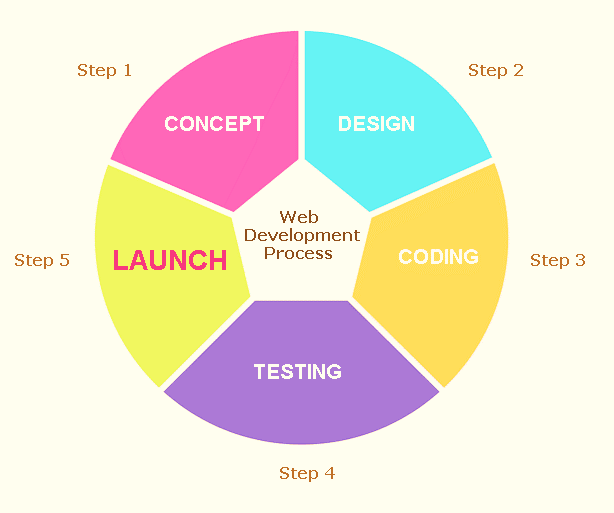 Step 1
CONCEPT
Step 2
DESIGN
Step 3
CODING
Step 4
TESTING
Step 5
LAUNCH
Web
Development
Process